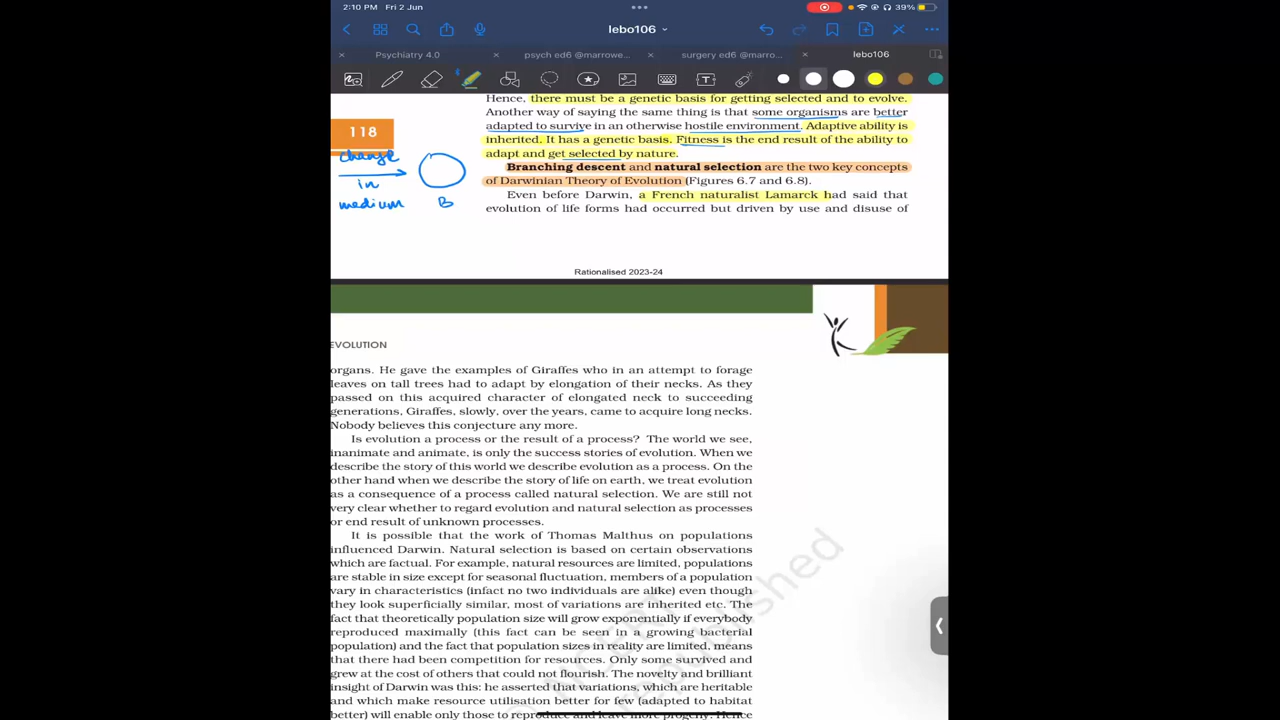 2:10 PM Fri 2 Jun
39%
lebo106
Psychiatry 4.0
psych ed6 @marrowe...
surgery ed6 @marro...
lebo106
Hence, there must be a genetic basis for getting selected and to evolve.
Another way of saying the same thing is that some organisms are better
adapted to survive in an otherwise hostile environment. Adaptive ability is
inherited. It has a genetic basis. Fitness is the end result of the ability to
adapt and get selected by nature.
118
change
in
medium
B
Branching descent and natural selection are the two key concepts
of Darwinian Theory of Evolution (Figures 6.7 and 6.8).
Even before Darwin, a French naturalist Lamarck had said that
evolution of life forms had occurred but driven by use and disuse of
Rationalised 2023-24
EVOLUTION
organs. He gave the examples of Giraffes who in an attempt to forage
leaves on tall trees had to adapt by elongation of their necks. As they
passed on this acquired character of elongated neck to succeeding
generations, Giraffes, slowly, over the years, came to acquire long necks.
Nobody believes this conjecture any more.
Is evolution a process or the result of a process? The world we see,
inanimate and animate, is only the success stories of evolution. When we
describe the story of this world we describe evolution as a process. On the
other hand when we describe the story of life on earth, we treat evolution
as a consequence of a process called natural selection. We are still not
very clear whether to regard evolution and natural selection as processes
or end result of unknown processes.
It is possible that the work of Thomas Malthus on populations
influenced Darwin. Natural selection is based on certain observations
which are factual. For example, natural resources are limited, populations
are stable in size except for seasonal fluctuation, members of a population
vary in characteristics (infact no two individuals are alike) even though
they look superficially similar, most of variations are inherited etc. The
fact that theoretically population size will grow exponentially if everybody
reproduced maximally (this fact can be seen in a growing bacterial
population) and the fact that population sizes in reality are limited, means
that there had been competition for resources. Only some survived and
grew at the cost of others that could not flourish. The novelty and brilliant
insight of Darwin was this: he asserted that variations, which are heritable
and which make resource utilisation better for few (adapted to habitat
better) will enable only those to reproduce and leave more progeny. Hence
republished